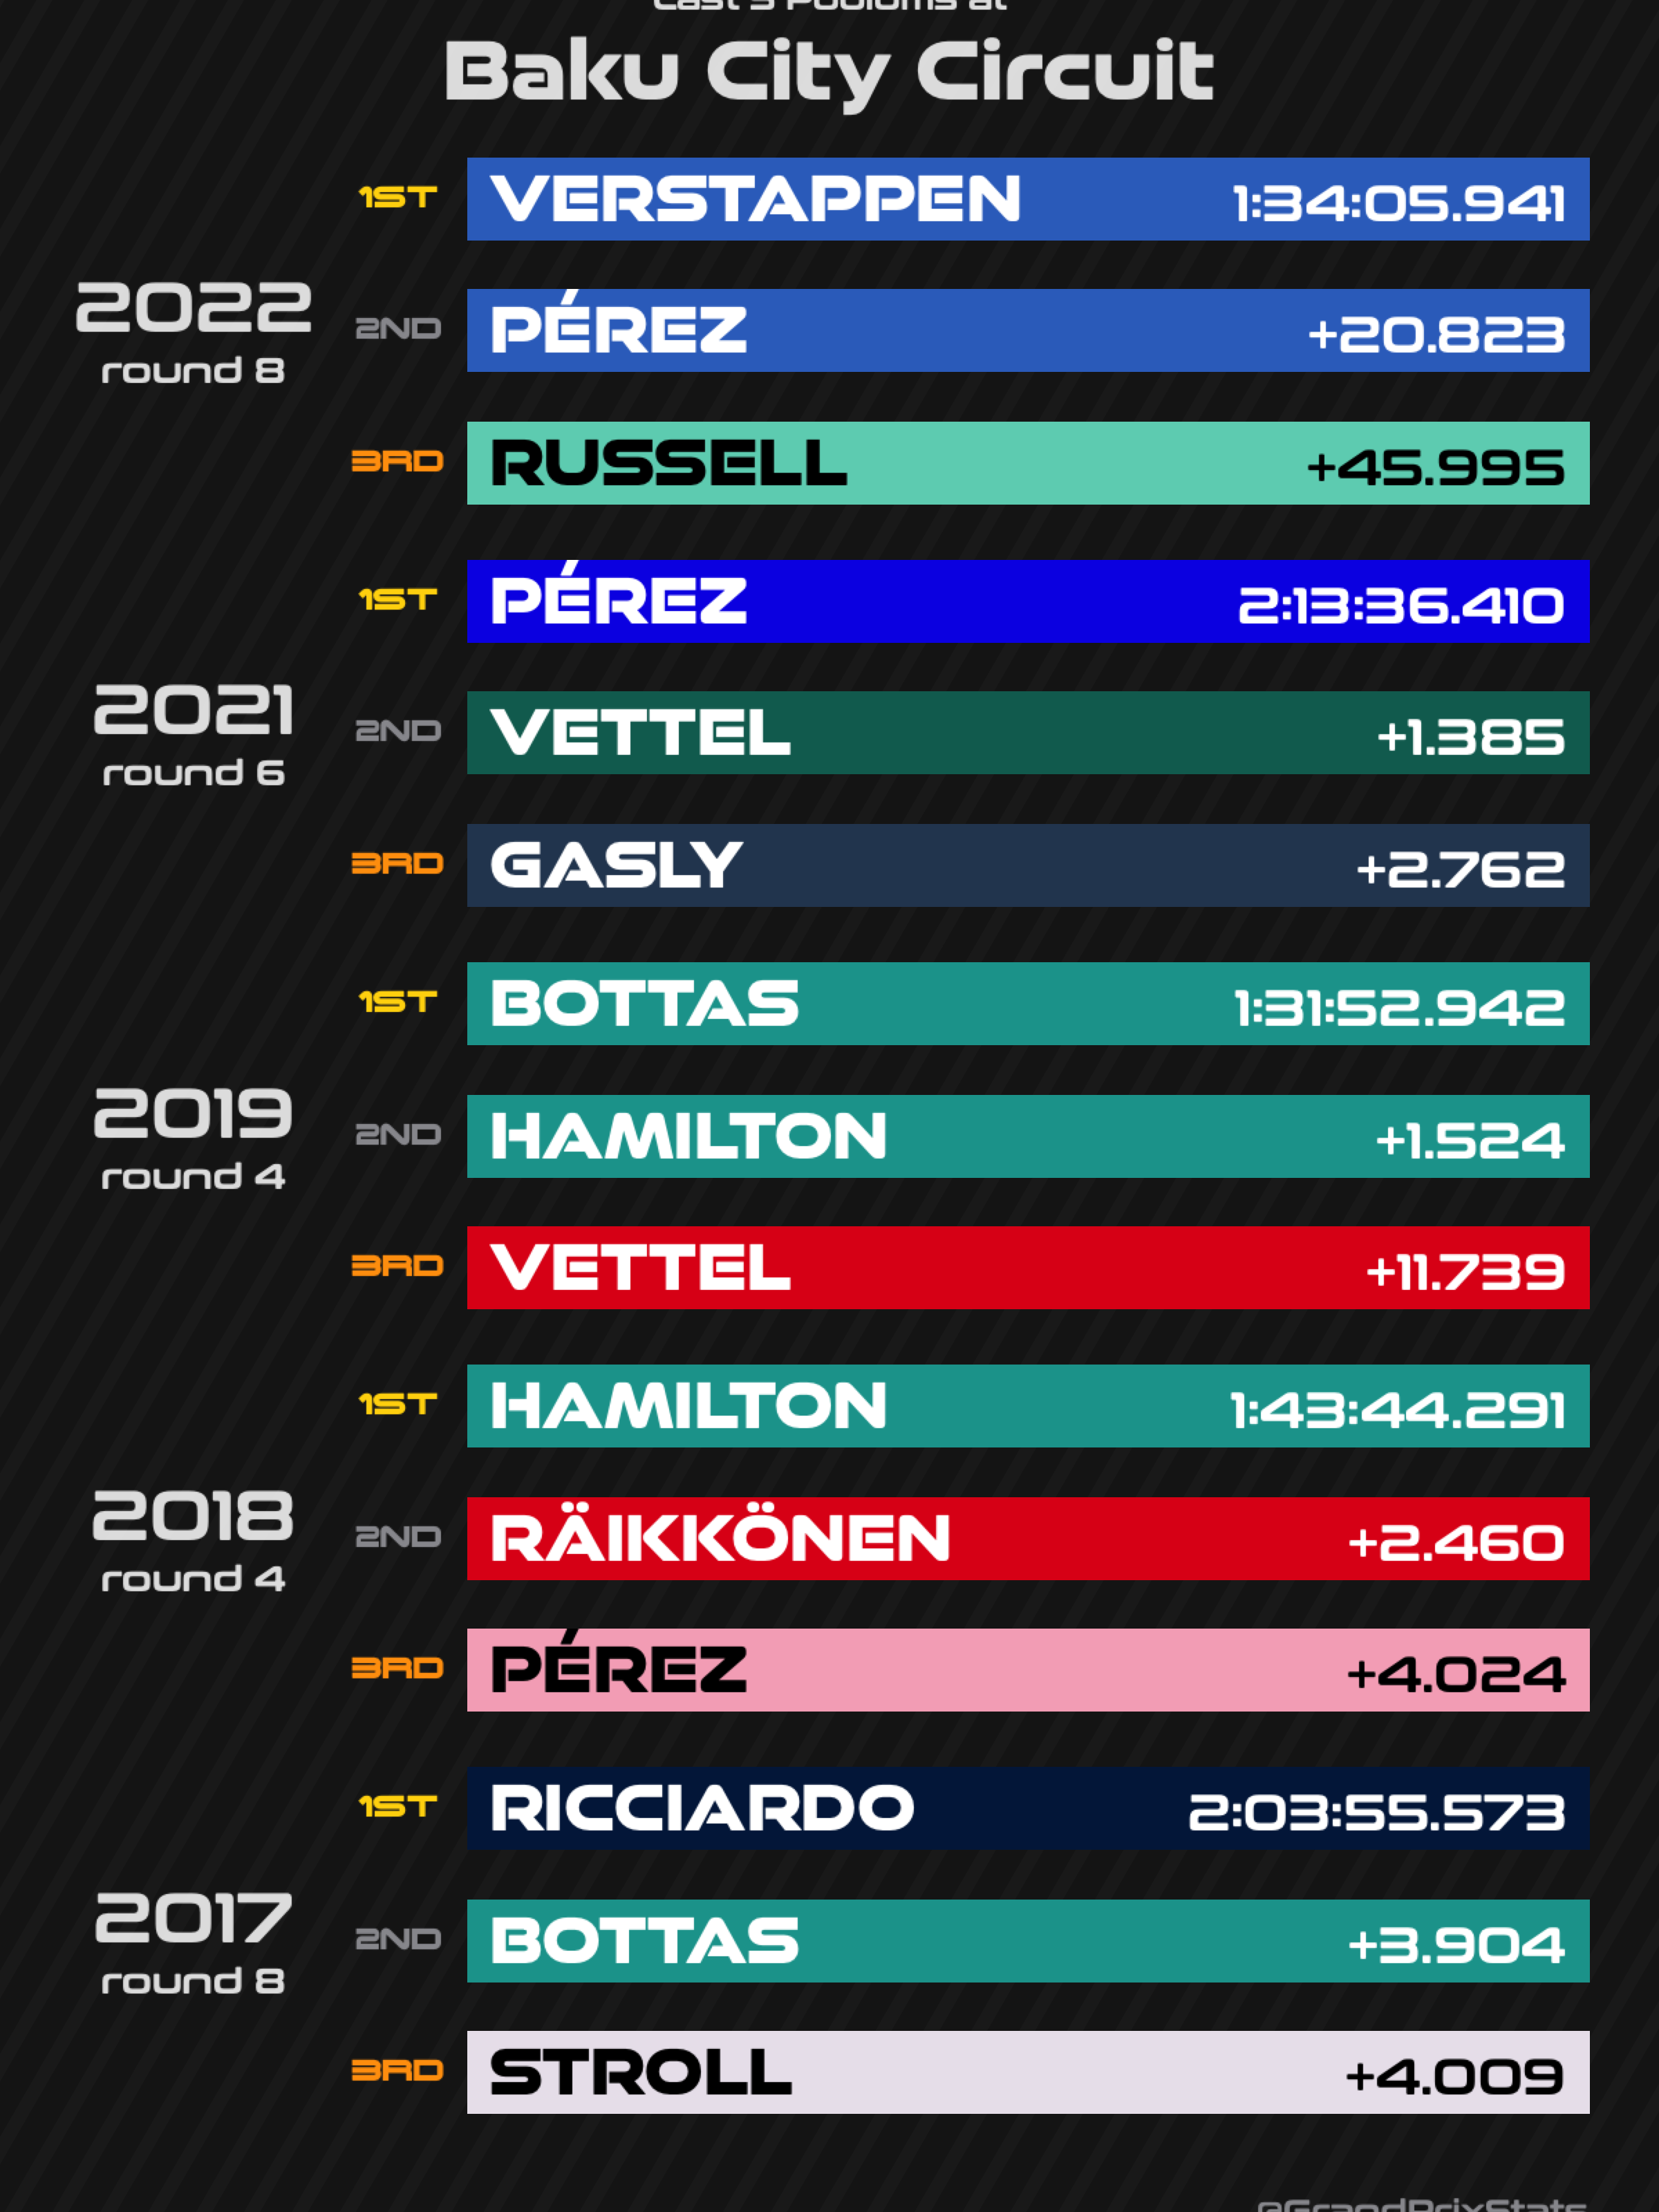 Last 5 Podiums at
Baku City Circuit
2022
round 8
1ST VERSTAPPEN 1:34:05.941
2ND PÉREZ +20.823
3RD RUSSELL +45.995
2021
round 6
1ST PÉREZ 2:13:36.410
2ND VETTEL +1.385
3RD GASLY +2.762
2019
round 4
1ST BOTTAS 1:31:52.942
2ND HAMILTON +1.524
3RD VETTEL +11.739
2018
round 4
1ST HAMILTON 1:43:44.291
2ND RÄIKKÖNEN +2.460
3RD PÉREZ +4.024
2017
round 8
1ST RICCIARDO 2:03:55.573
2ND BOTTAS +3.904
3RD STROLL +4.009
@GrandPrixStats